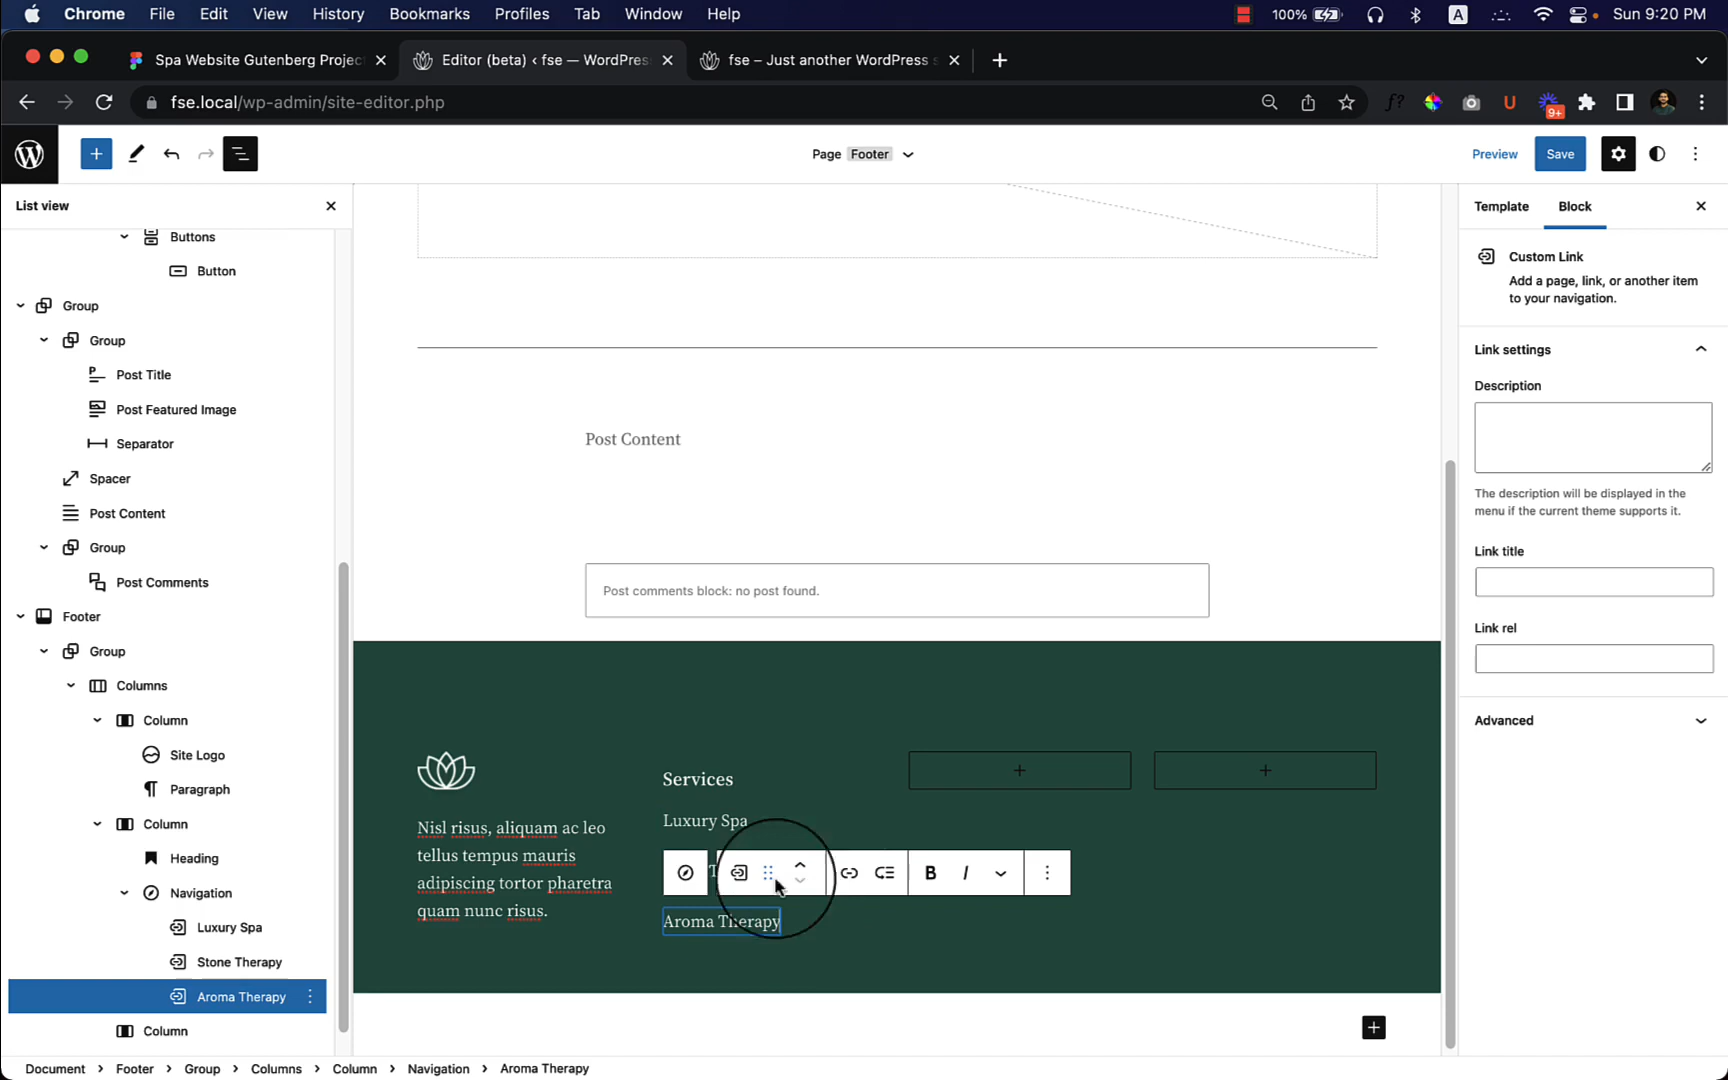 Chrome File Edit View History Bookmarks Profiles Tab Window Help 100% A Sun 9:20 PM
Spa Website Gutenberg Projec Editor (beta) ‹ fse — WordPres fse – Just another WordPress s
fse.local/wp-admin/site-editor.php f? U 9+
Page Footer Preview Save
List view
Template Block
Buttons
Button
Group
Group
Post Title
Post Featured Image
Separator
Spacer
Post Content
Group
Post Comments
Footer
Group
Columns
Column
Site Logo
Paragraph
Column
Heading
Navigation
Luxury Spa
Stone Therapy
Aroma Therapy
Column
Post Content
Post comments block: no post found.
Nisl risus, aliquam ac leo
tellus tempus mauris
adipiscing tortor pharetra
quam nunc risus.
Services
Luxury Spa
T
B I
Aroma Therapy
Custom Link
Add a page, link, or another item
to your navigation.
Link settings
Description
The description will be displayed in the
menu if the current theme supports it.
Link title
Link rel
Advanced
Document › Footer › Group › Columns › Column › Navigation › Aroma Therapy